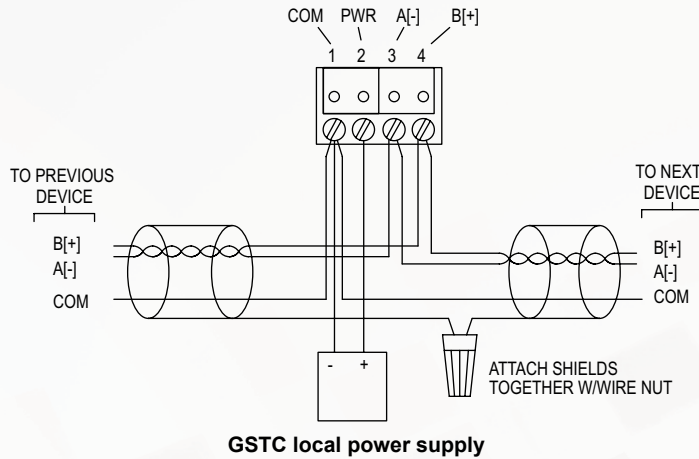 COM PWR A[-] B[+]
1 2 3 4
TO PREVIOUS
DEVICE
TO NEXT
DEVICE
B[+]
A[-]
COM
B[+]
A[-]
COM
- +
ATTACH SHIELDS
TOGETHER W/WIRE NUT
GSTC local power supply